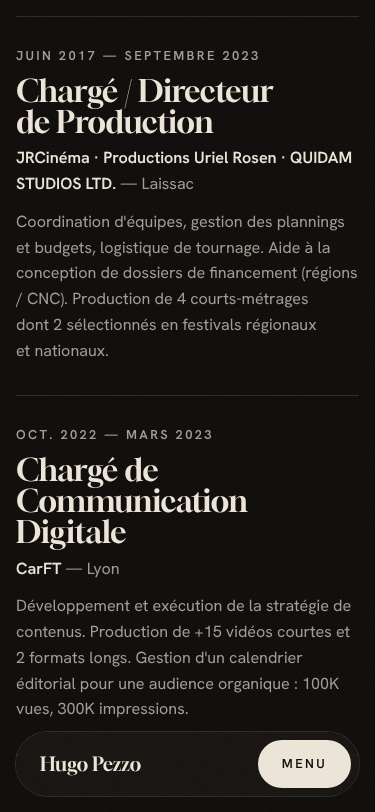 JUIN 2017 — SEPTEMBRE 2023
Chargé / Directeur
de Production
JRCinéma · Productions Uriel Rosen · QUIDAM
STUDIOS LTD. — Laissac
Coordination d'équipes, gestion des plannings
et budgets, logistique de tournage. Aide à la
conception de dossiers de financement (régions
/ CNC). Production de 4 courts-métrages
dont 2 sélectionnés en festivals régionaux
et nationaux.
OCT. 2022 — MARS 2023
Chargé de
Communication
Digitale
CarFT — Lyon
Développement et exécution de la stratégie de
contenus. Production de +15 vidéos courtes et
2 formats longs. Gestion d'un calendrier
éditorial pour une audience organique : 100K
vues, 300K impressions.
Hugo Pezzo
MENU